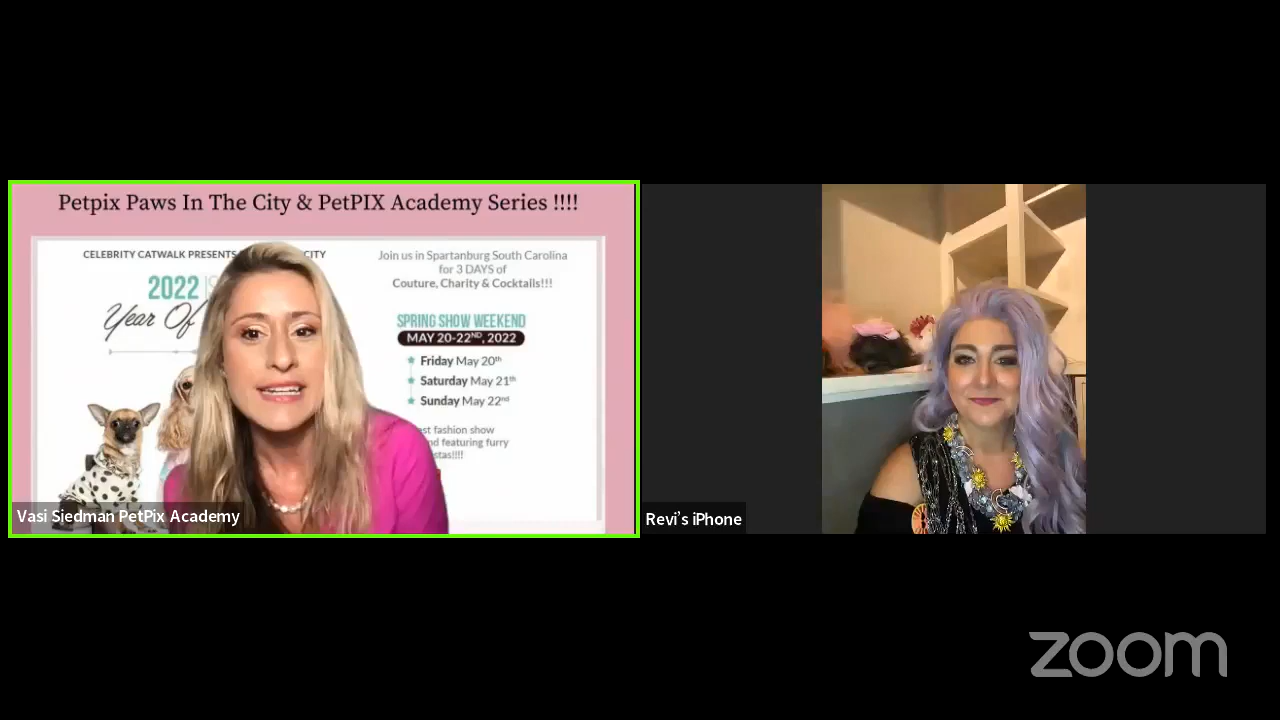 Petpix Paws In The City & PetPIX Academy Series !!!!
CELEBRITY CATWALK PRESENTS
CITY
2022
Year Of
Join us in Spartanburg South Carolina
for 3 DAYS of
Couture, Charity & Cocktails!!!
SPRING SHOW WEEKEND
MAY 20-22ND, 2022
Friday May 20th
Saturday May 21th
Sunday May 22nd
fashion show
featuring furry
Vasi Siedman PetPix Academy
Revi's iPhone
zoom